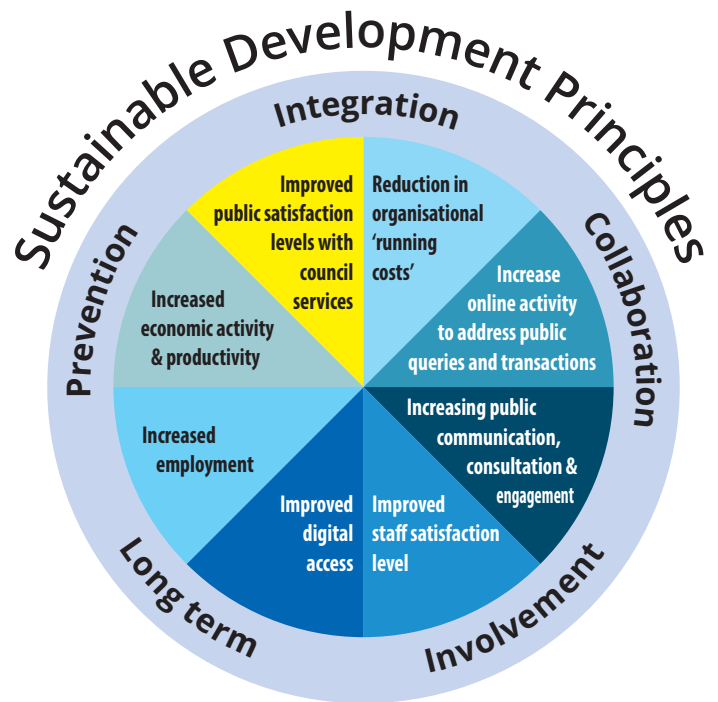 Sustainable Development Principles
Integration
Collaboration
Involvement
Long term
Prevention
Improved
public satisfaction
levels with
council
services
Reduction in
organisational
‘running
costs’
Increase
online activity
to address public
queries and transactions
Increasing public
communication,
consultation &
engagement
Improved
staff satisfaction
level
Improved
digital
access
Increased
employment
Increased
economic activity
& productivity